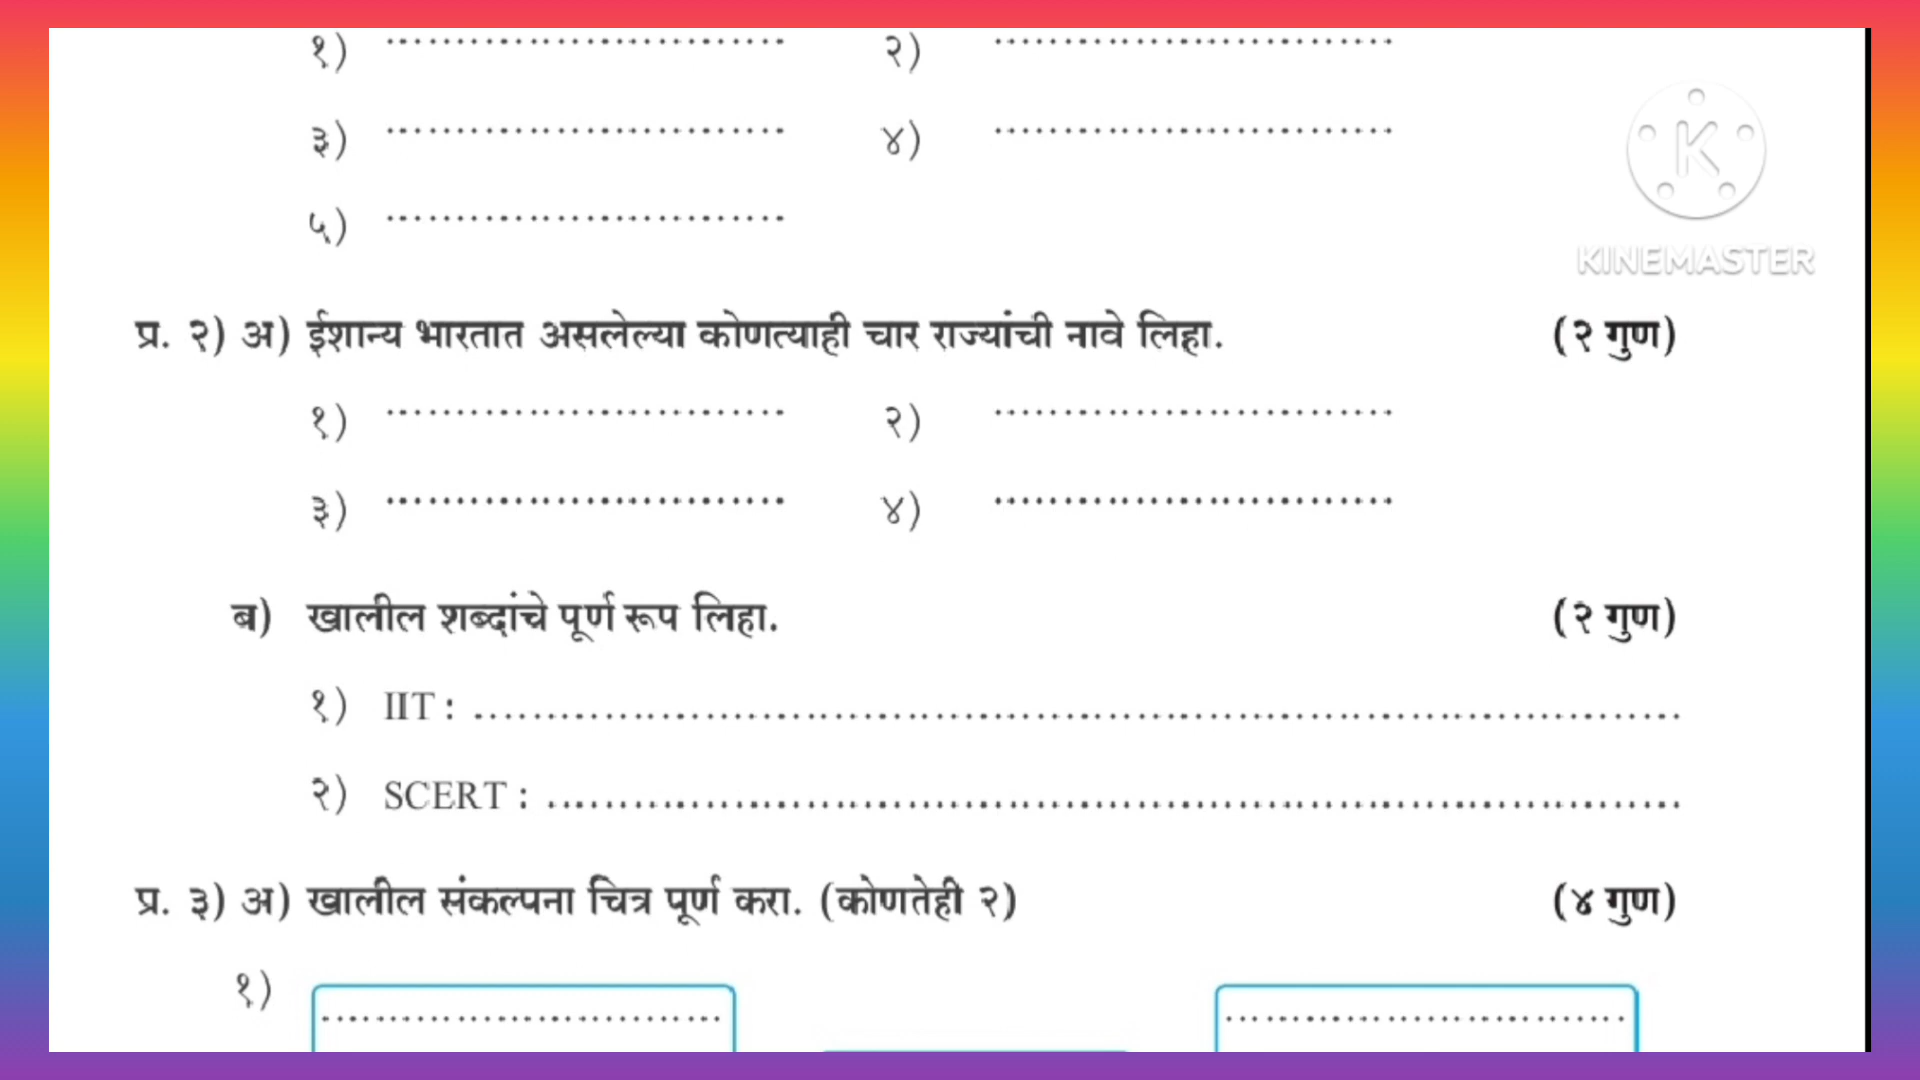 १) ............................ २) ............................
३) ............................ ४) ............................
५) ............................
KINEMASTER
प्र. २) अ) ईशान्य भारतात असलेल्या कोणत्याही चार राज्यांची नावे लिहा. (२ गुण)
१) ............................ २) ............................
३) ............................ ४) ............................
ब) खालील शब्दांचे पूर्ण रूप लिहा. (२ गुण)
१) IIT : ....................................................................................
२) SCERT : ...............................................................................
प्र. ३) अ) खालील संकल्पना चित्र पूर्ण करा. (कोणतेही २) (४ गुण)
१)
.............................. ..............................